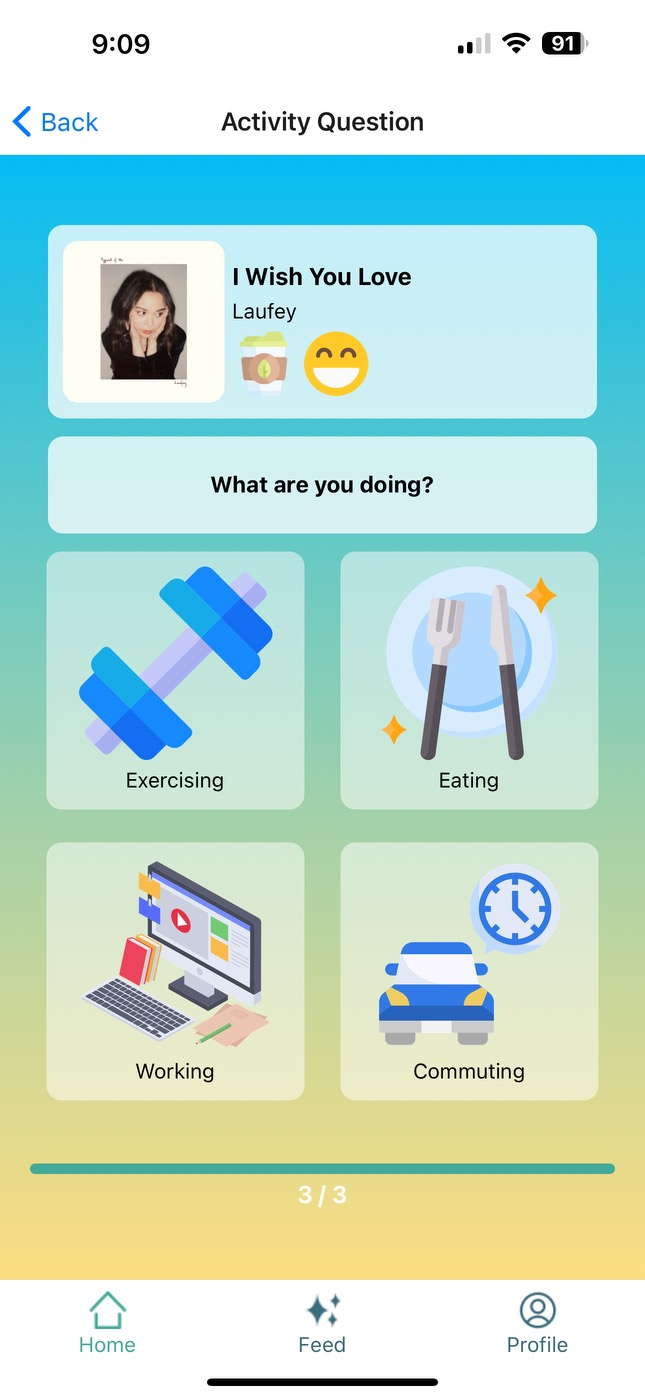 9:09
91
Back
Activity Question
I Wish You Love
Laufey
What are you doing?
Exercising
Eating
Working
Commuting
3 / 3
Home
Feed
Profile